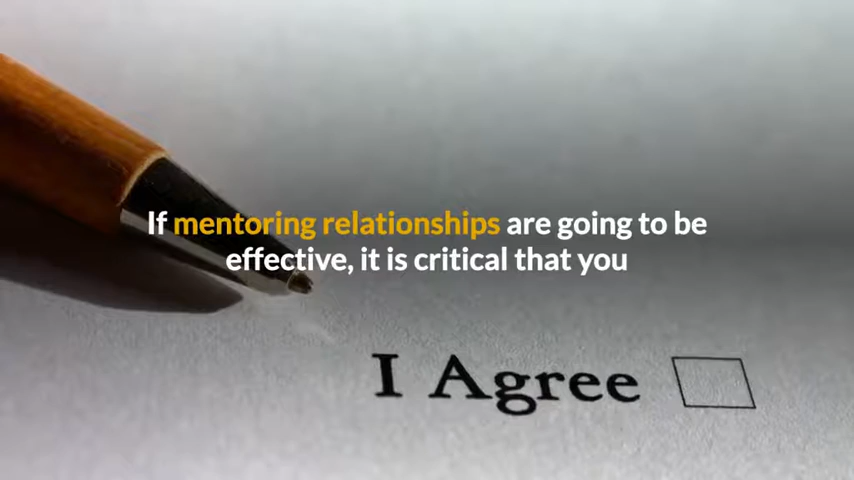 If mentoring relationships are going to be
effective, it is critical that you
I Agree